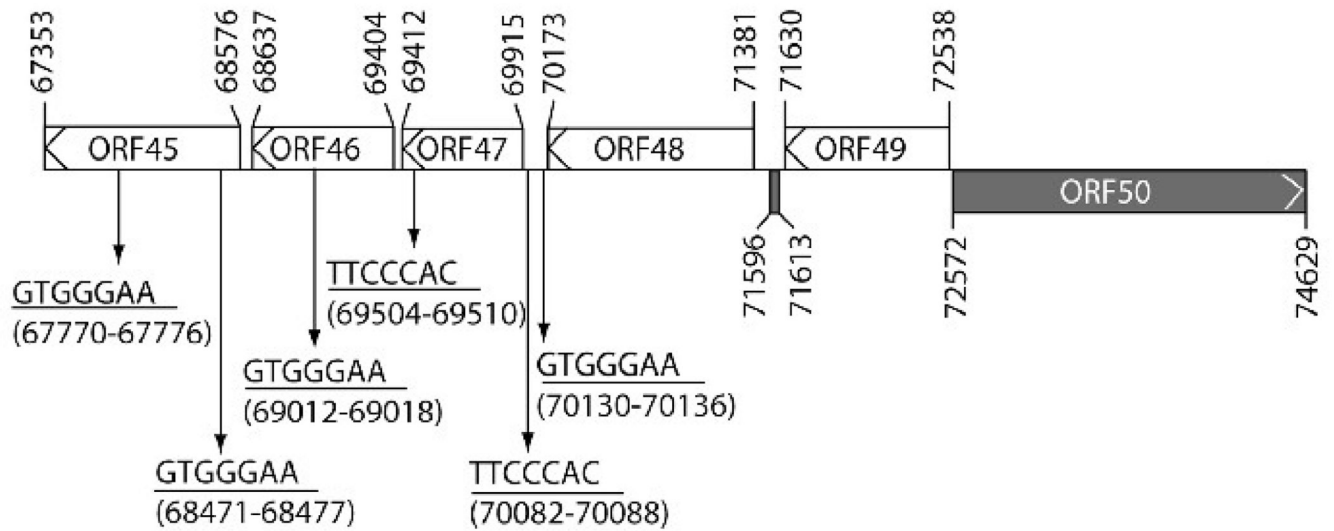 67353
68576
68637
69404
69412
69915
70173
71381
71630
72538
ORF45
ORF46
ORF47
ORF48
ORF49
ORF50
71596
71613
72572
74629
GTGGGAA
(67770-67776)
TTCCCAC
(69504-69510)
GTGGGAA
(69012-69018)
GTGGGAA
(70130-70136)
GTGGGAA
(68471-68477)
TTCCCAC
(70082-70088)